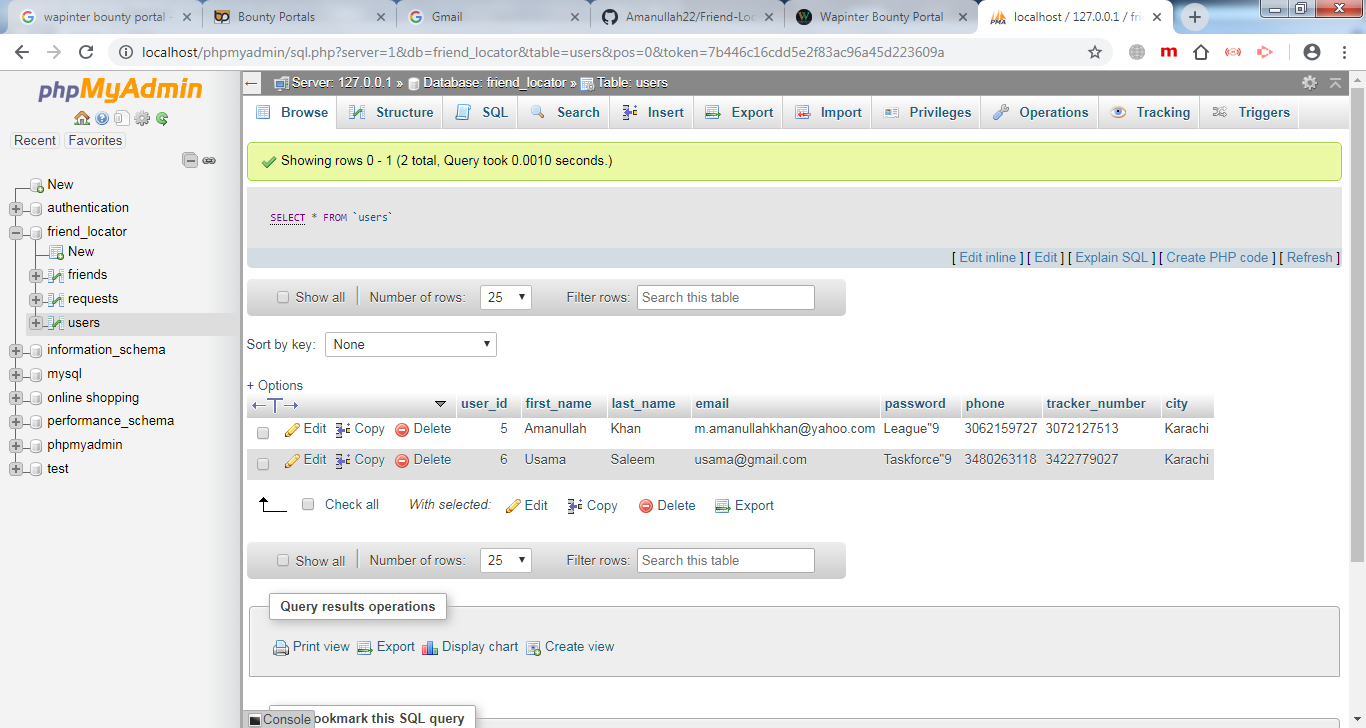 wapinter bounty portal -
Bounty Portals
Gmail
Amanullah22/Friend-Loc
Wapinter Bounty Portal
localhost / 127.0.0.1 / frie
localhost/phpmyadmin/sql.php?server=1&db=friend_locator&table=users&pos=0&token=7b446c16cdd5e2f83ac96a45d223609a
phpMyAdmin
Recent Favorites
New
authentication
friend_locator
New
friends
requests
users
information_schema
mysql
online shopping
performance_schema
phpmyadmin
test
Server: 127.0.0.1 » Database: friend_locator » Table: users
Browse Structure SQL Search Insert Export Import Privileges Operations Tracking Triggers
Showing rows 0 - 1 (2 total, Query took 0.0010 seconds.)
SELECT * FROM `users`
[ Edit inline ] [ Edit ] [ Explain SQL ] [ Create PHP code ] [ Refresh ]
Show all Number of rows: 25 Filter rows: Search this table
Sort by key: None
+ Options
←T→ user_id first_name last_name email password phone tracker_number city
Edit Copy Delete 5 Amanullah Khan m.amanullahkhan@yahoo.com League"9 3062159727 3072127513 Karachi
Edit Copy Delete 6 Usama Saleem usama@gmail.com Taskforce"9 3480263118 3422779027 Karachi
Check all With selected: Edit Copy Delete Export
Show all Number of rows: 25 Filter rows: Search this table
Query results operations
Print view Export Display chart Create view
Console
ookmark this SQL query